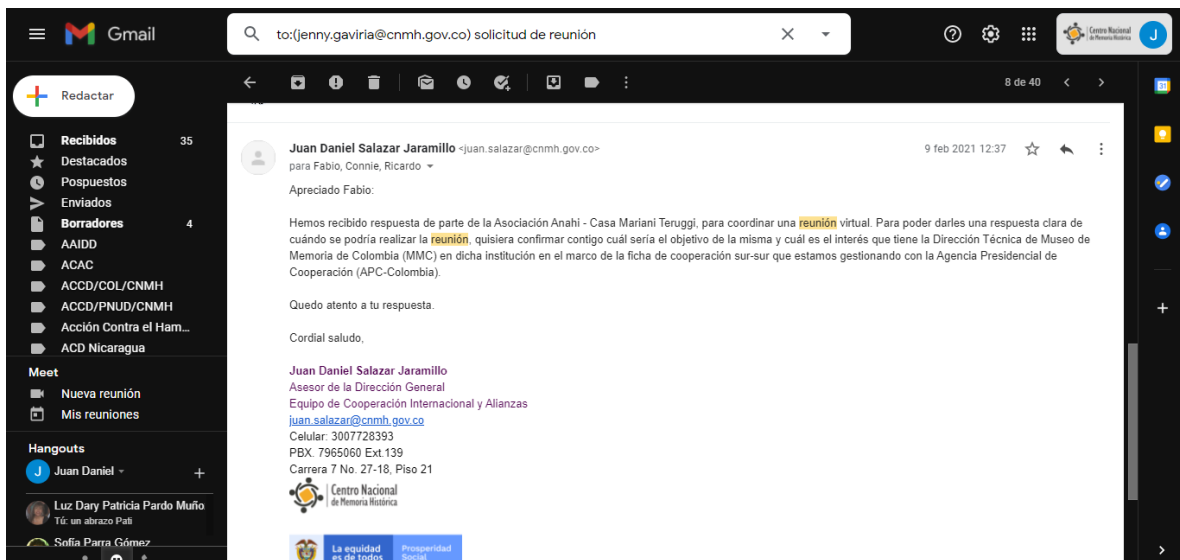 Gmail
to:(jenny.gaviria@cnmh.gov.co) solicitud de reunión
Centro Nacional
de Memoria Histórica
J
Redactar
8 de 40
Recibidos 35
Destacados
Pospuestos
Enviados
Borradores 4
AAIDD
ACAC
ACCD/COL/CNMH
ACCD/PNUD/CNMH
Acción Contra el Ham...
ACD Nicaragua
Meet
Nueva reunión
Mis reuniones
Hangouts
J Juan Daniel
Luz Dary Patricia Pardo Muño
Tú: un abrazo Pati
Sofía Parra Gómez
Juan Daniel Salazar Jaramillo <juan.salazar@cnmh.gov.co>
9 feb 2021 12:37
para Fabio, Connie, Ricardo
Apreciado Fabio:
Hemos recibido respuesta de parte de la Asociación Anahi - Casa Mariani Teruggi, para coordinar una reunión virtual. Para poder darles una respuesta clara de
cuándo se podría realizar la reunión, quisiera confirmar contigo cuál sería el objetivo de la misma y cuál es el interés que tiene la Dirección Técnica de Museo de
Memoria de Colombia (MMC) en dicha institución en el marco de la ficha de cooperación sur-sur que estamos gestionando con la Agencia Presidencial de
Cooperación (APC-Colombia).
Quedo atento a tu respuesta.
Cordial saludo,
Juan Daniel Salazar Jaramillo
Asesor de la Dirección General
Equipo de Cooperación Internacional y Alianzas
juan.salazar@cnmh.gov.co
Celular: 3007728393
PBX. 7965060 Ext.139
Carrera 7 No. 27-18, Piso 21
Centro Nacional
de Memoria Histórica
La equidad
es de todos
Prosperidad
Social
31